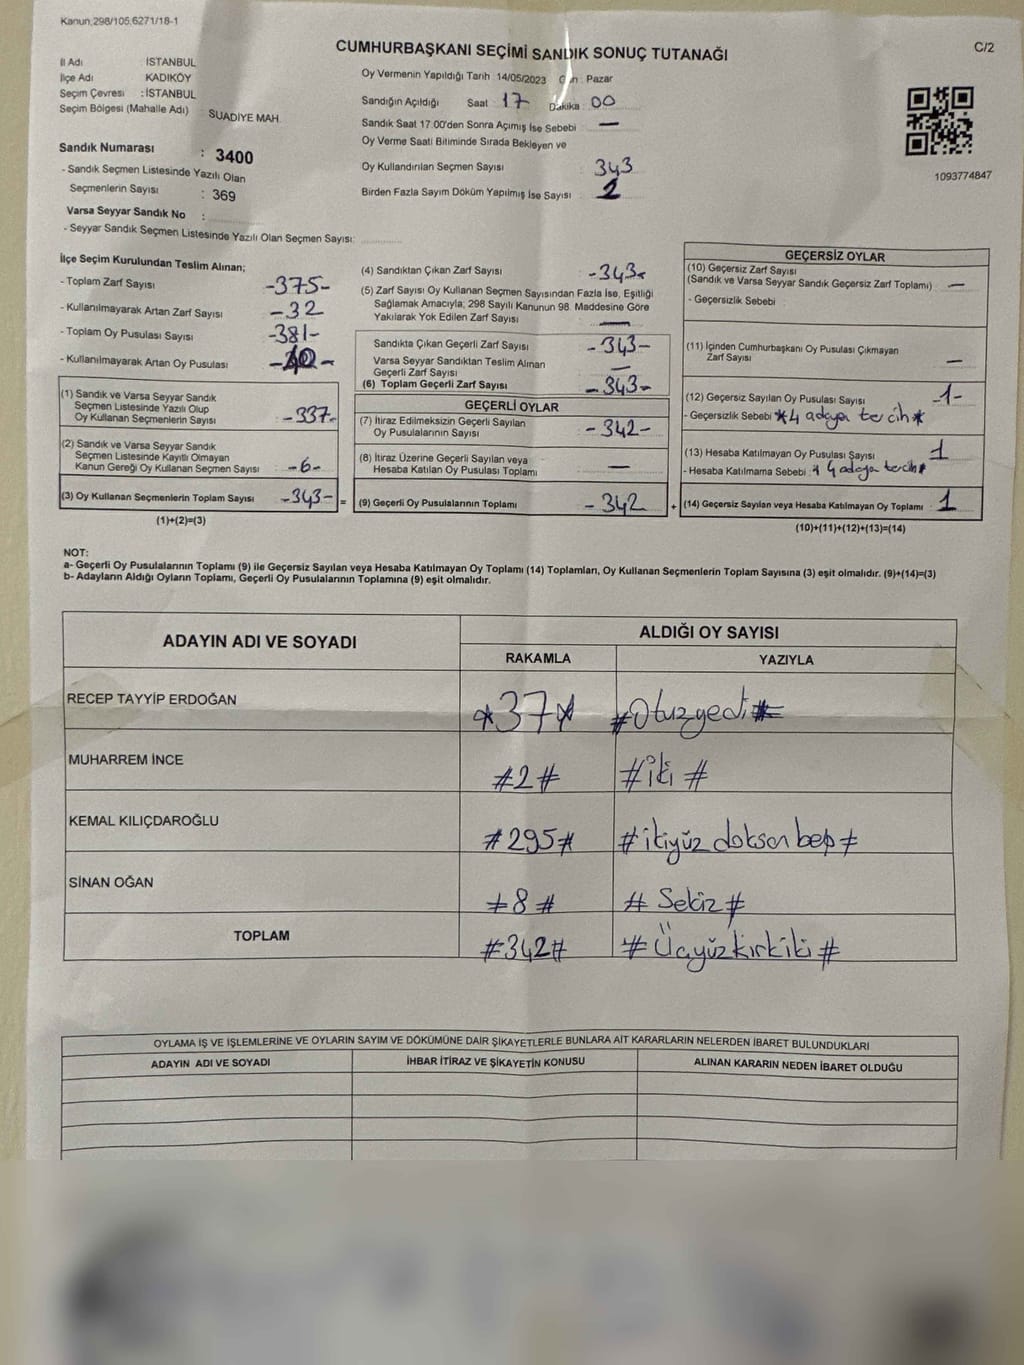 Kanun,298/105,6271/18-1
C/2
CUMHURBAŞKANI SEÇİMİ SANDIK SONUÇ TUTANAĞI
İl Adı İSTANBUL
İlçe Adı KADIKÖY
Seçim Çevresi :İSTANBUL
Seçim Bölgesi (Mahalle Adı) : SUADİYE MAH.
Sandık Numarası : 3400
- Sandık Seçmen Listesinde Yazılı Olan
Seçmenlerin Sayısı : 369
Varsa Seyyar Sandık No :
- Seyyar Sandık Seçmen Listesinde Yazılı Olan Seçmen Sayısı:
Oy Vermenin Yapıldığı Tarih 14/05/2023 Gün : Pazar
Sandığın Açıldığı Saat : 17 Dakika : 00
Sandık Saat 17:00'den Sonra Açımış İse Sebebi : —
Oy Verme Saati Bitiminde Sırada Bekleyen ve
Oy Kullandırılan Seçmen Sayısı : 343
Birden Fazla Sayım Döküm Yapılmış İse Sayısı :
1093774847
İlçe Seçim Kurulundan Teslim Alınan;
- Toplam Zarf Sayısı : -375-
- Kullanılmayarak Artan Zarf Sayısı : -32
- Toplam Oy Pusulası Sayısı : -381-
- Kullanılmayarak Artan Oy Pusulası :
(1) Sandık ve Varsa Seyyar Sandık
Seçmen Listesinde Yazılı Olup
Oy Kullanan Seçmenlerin Sayısı : -337-
(2) Sandık ve Varsa Seyyar Sandık
Seçmen Listesinde Kayıtlı Olmayan
Kanun Gereği Oy Kullanan Seçmen Sayısı : -6-
(3) Oy Kullanan Seçmenlerin Toplam Sayısı : -343- =
(1)+(2)=(3)
(4) Sandıktan Çıkan Zarf Sayısı : -343-
(5) Zarf Sayısı Oy Kullanan Seçmen Sayısından Fazla İse, Eşitliği
Sağlamak Amacıyla; 298 Sayılı Kanunun 98. Maddesine Göre
Yakılarak Yok Edilen Zarf Sayısı : —
Sandıkta Çıkan Geçerli Zarf Sayısı : -343-
Varsa Seyyar Sandıktan Teslim Alınan
Geçerli Zarf Sayısı : —
(6) Toplam Geçerli Zarf Sayısı : -343-
GEÇERLİ OYLAR
(7) İtiraz Edilmeksizin Geçerli Sayılan
Oy Pusulalarının Sayısı : -342-
(8) İtiraz Üzerine Geçerli Sayılan veya
Hesaba Katılan Oy Pusulası Toplamı : —
(9) Geçerli Oy Pusulalarının Toplamı : -342 +
GEÇERSİZ OYLAR
(10) Geçersiz Zarf Sayısı
(Sandık ve Varsa Seyyar Sandık Geçersiz Zarf Toplamı) : —
- Geçersizlik Sebebi :
(11) İçinden Cumhurbaşkanı Oy Pusulası Çıkmayan
Zarf Sayısı : —
(12) Geçersiz Sayılan Oy Pusulası Sayısı : -1-
- Geçersizlik Sebebi : *4 adaya tercih*
(13) Hesaba Katılmayan Oy Pusulası Sayısı : 1
- Hesaba Katılmama Sebebi : * 4 adaya tercih*
(14) Geçersiz Sayılan veya Hesaba Katılmayan Oy Toplamı : 1
(10)+(11)+(12)+(13)=(14)
NOT:
a- Geçerli Oy Pusulalarının Toplamı (9) ile Geçersiz Sayılan veya Hesaba Katılmayan Oy Toplamı (14) Toplamları, Oy Kullanan Seçmenlerin Toplam Sayısına (3) eşit olmalıdır. (9)+(14)=(3)
b- Adayların Aldığı Oyların Toplamı, Geçerli Oy Pusulalarının Toplamına (9) eşit olmalıdır.
ADAYIN ADI VE SOYADI ALDIĞI OY SAYISI
RAKAMLA YAZIYLA
RECEP TAYYİP ERDOĞAN *37* #Otuzyedi#
MUHARREM İNCE #2# #iki #
KEMAL KILIÇDAROĞLU #295# #ikiyüz doksan beş#
SİNAN OĞAN #8# # Sekiz#
TOPLAM #342# # Üçyüzkırkiki #
OYLAMA İŞ VE İŞLEMLERİNE VE OYLARIN SAYIM VE DÖKÜMÜNE DAİR ŞİKAYETLERLE BUNLARA AİT KARARLARIN NELERDEN İBARET BULUNDUKLARI
ADAYIN ADI VE SOYADI İHBAR İTİRAZ VE ŞİKAYETİN KONUSU ALINAN KARARIN NEDEN İBARET OLDUĞU